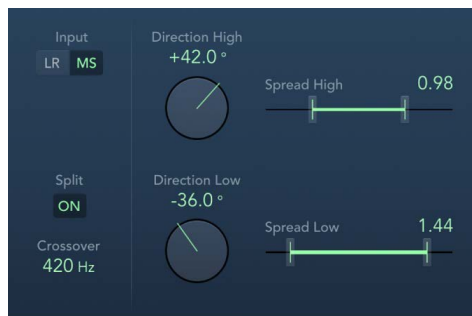 Input
LR MS
Direction High
+42.0 °
Spread High 0.98
Split
ON
Crossover
420 Hz
Direction Low
-36.0 °
Spread Low 1.44